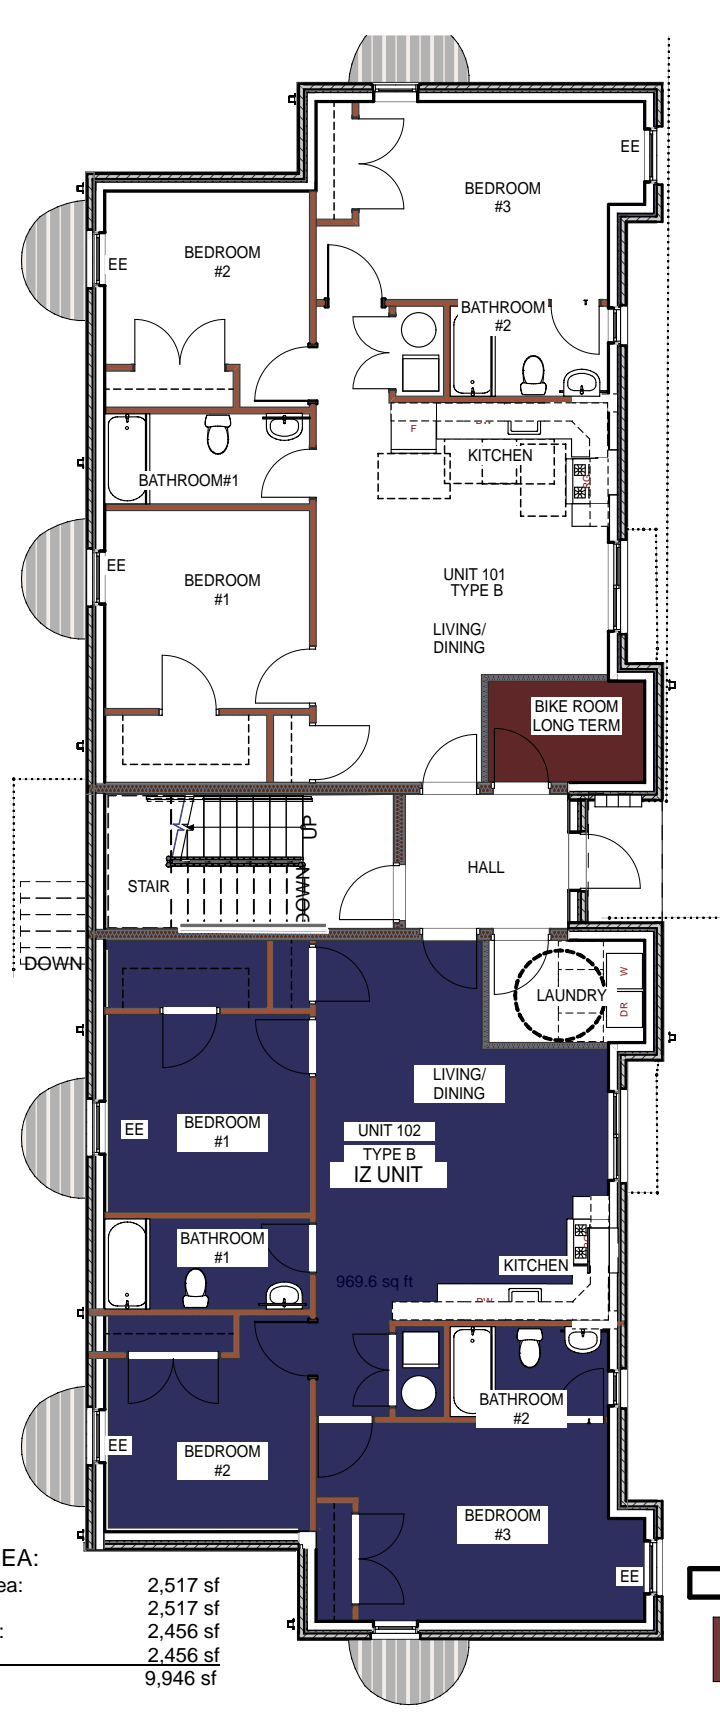 EE
BEDROOM
#3
BEDROOM
#2
EE
BATHROOM
#2
F
DW
KITCHEN
BATHROOM#1
EE
BEDROOM
#1
UNIT 101
TYPE B
LIVING/
DINING
BIKE ROOM
LONG TERM
UP
STAIR
DOWN
HALL
DOWN
LAUNDRY
W
DR
LIVING/
DINING
EE
BEDROOM
#1
UNIT 102
TYPE B
IZ UNIT
BATHROOM
#1
KITCHEN
969.6 sq ft
DW
BATHROOM
#2
EE
BEDROOM
#2
BEDROOM
#3
EE
EA:
ea:
2,517 sf
2,517 sf
:
2,456 sf
2,456 sf
9,946 sf